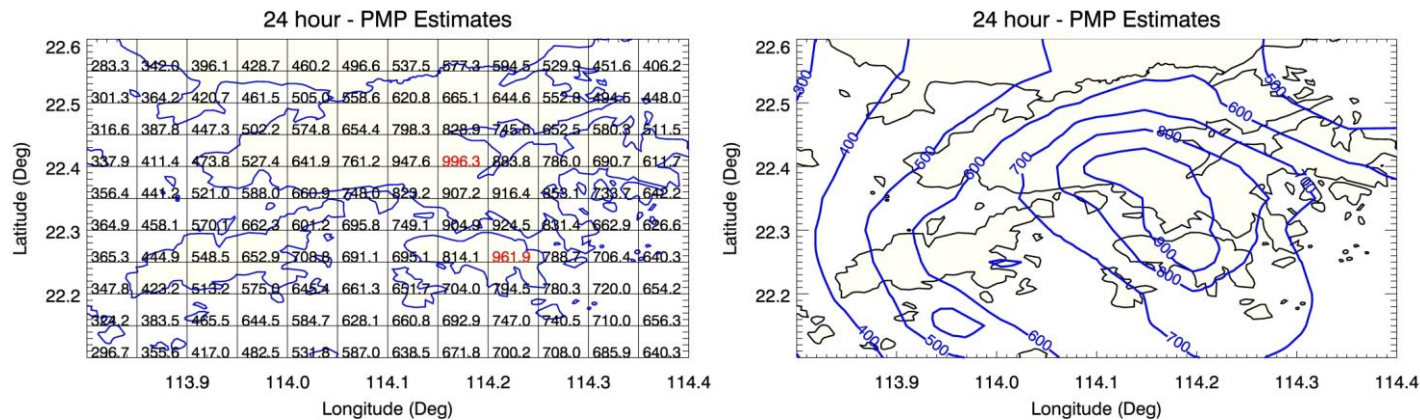 24 hour - PMP Estimates
22.6
283.3 342.0 396.1 428.7 460.2 496.6 537.5 577.3 594.5 529.9 451.6 406.2
22.5
301.3 364.2 420.7 461.5 505.0 558.6 620.8 665.1 644.6 552.8 494.5 448.0
316.6 387.8 447.3 502.2 574.8 654.4 798.3 828.9 745.6 652.5 580.3 511.5
22.4
337.9 411.4 473.8 527.4 641.9 761.2 947.6 996.3 883.8 786.0 690.7 611.7
356.4 441.2 521.0 588.0 660.9 748.0 907.2 916.4 853.1 733.7 642.2
22.3
364.9 458.1 662.3 695.8 749.1 904.9 924.5 831.4 662.9 626.6
365.3 444.9 548.5 652.9 708.8 691.1 695.1 814.1 961.9 788.7 706.4 640.3
22.2
347.8 423.2 513.2 575.0 645.4 661.3 651.7 704.0 794.5 780.3 720.0 654.2
324.2 383.5 465.5 644.5 584.7 628.1 660.8 692.9 747.0 740.5 710.0 656.3
296.7 355.6 417.0 482.5 531.8 587.0 638.5 671.8 700.2 708.0 685.9 640.3
113.9 114.0 114.1 114.2 114.3 114.4
Longitude (Deg)
Latitude (Deg)
24 hour - PMP Estimates
22.6
22.5
22.4
22.3
22.2
300
400
500
600
700
800
500
600
900
800
400
500
600
700
113.9 114.0 114.1 114.2 114.3 114.4
Longitude (Deg)
Latitude (Deg)